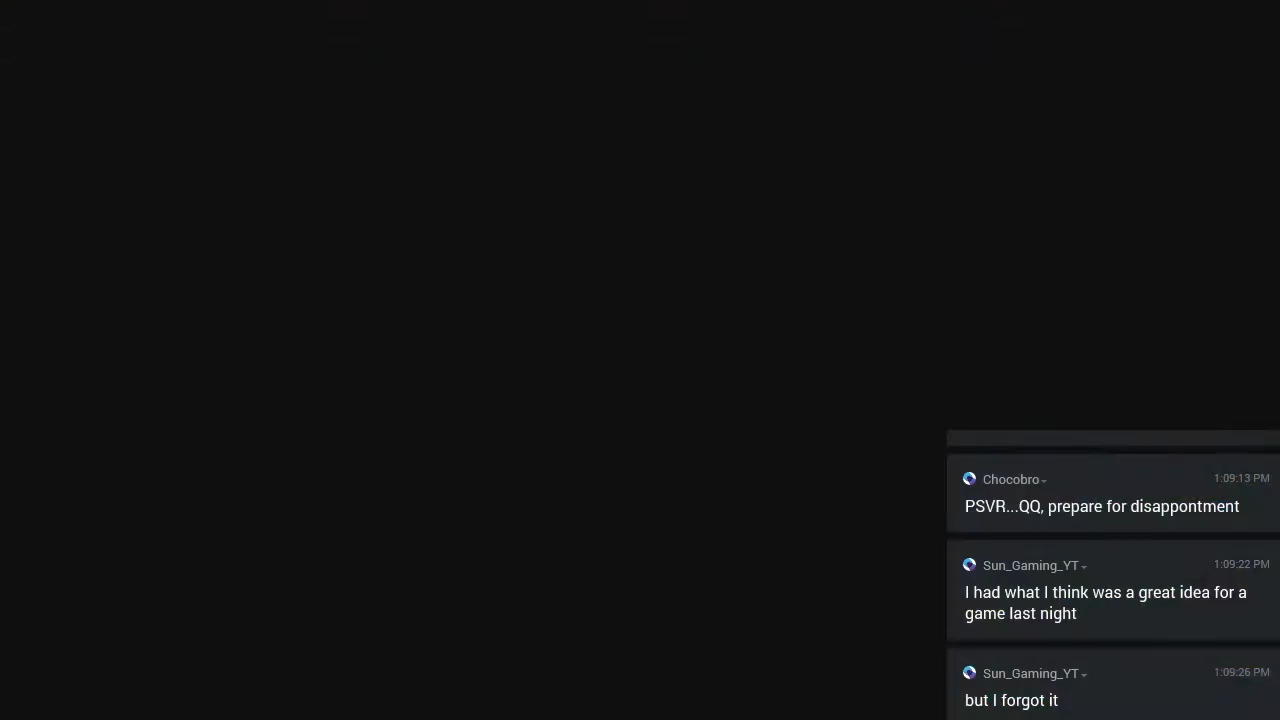 Chocobro 1:09:13 PM
PSVR...QQ, prepare for disappontment
Sun_Gaming_YT 1:09:22 PM
I had what I think was a great idea for a
game last night
Sun_Gaming_YT 1:09:26 PM
but I forgot it